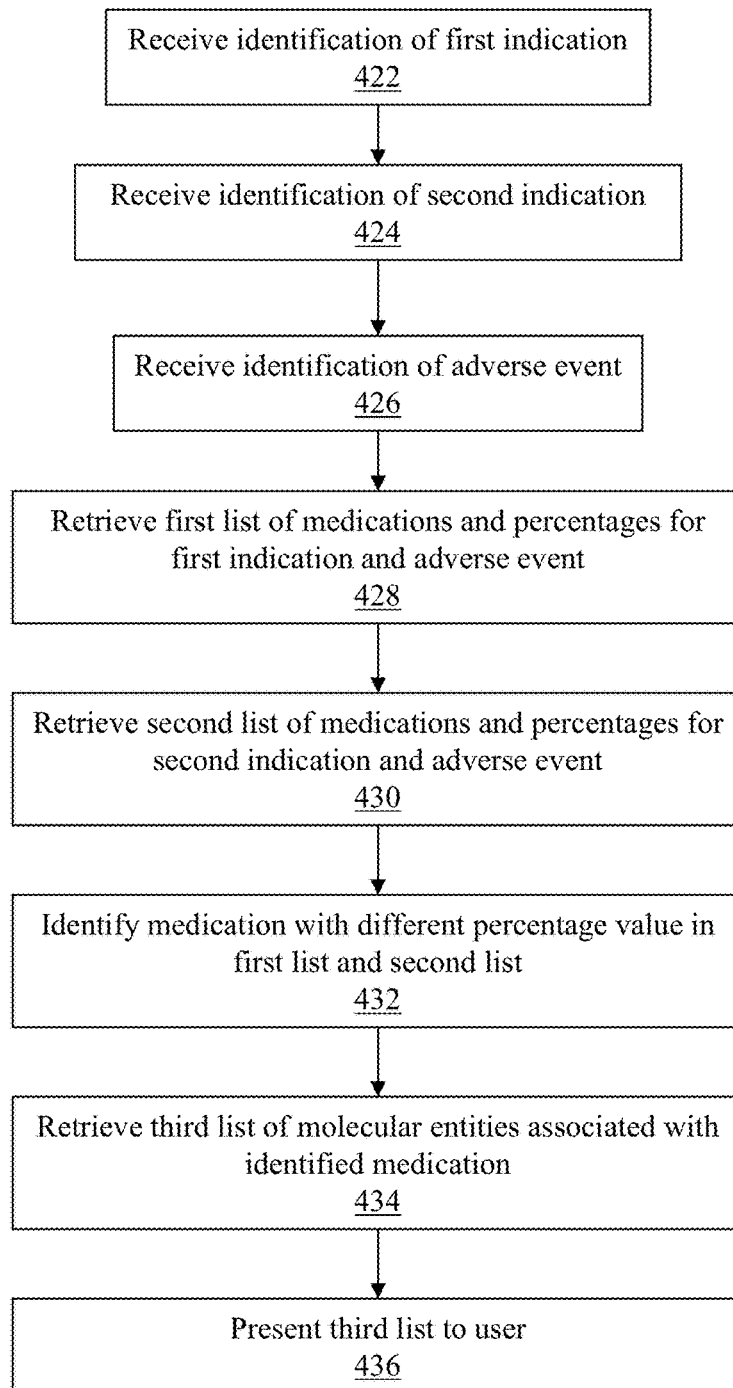 Receive identification of first indication
422
Receive identification of second indication
424
Receive identification of adverse event
426
Retrieve first list of medications and percentages for
first indication and adverse event
428
Retrieve second list of medications and percentages for
second indication and adverse event
430
Identify medication with different percentage value in
first list and second list
432
Retrieve third list of molecular entities associated with
identified medication
434
Present third list to user
436